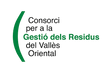 Consorci
per a la
Gestió dels Residus
del Vallès
Oriental